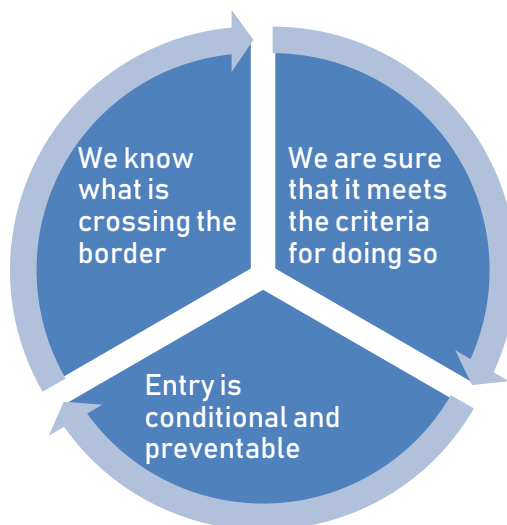 We know
what is
crossing the
border
We are sure
that it meets
the criteria
for doing so
Entry is
conditional and
preventable